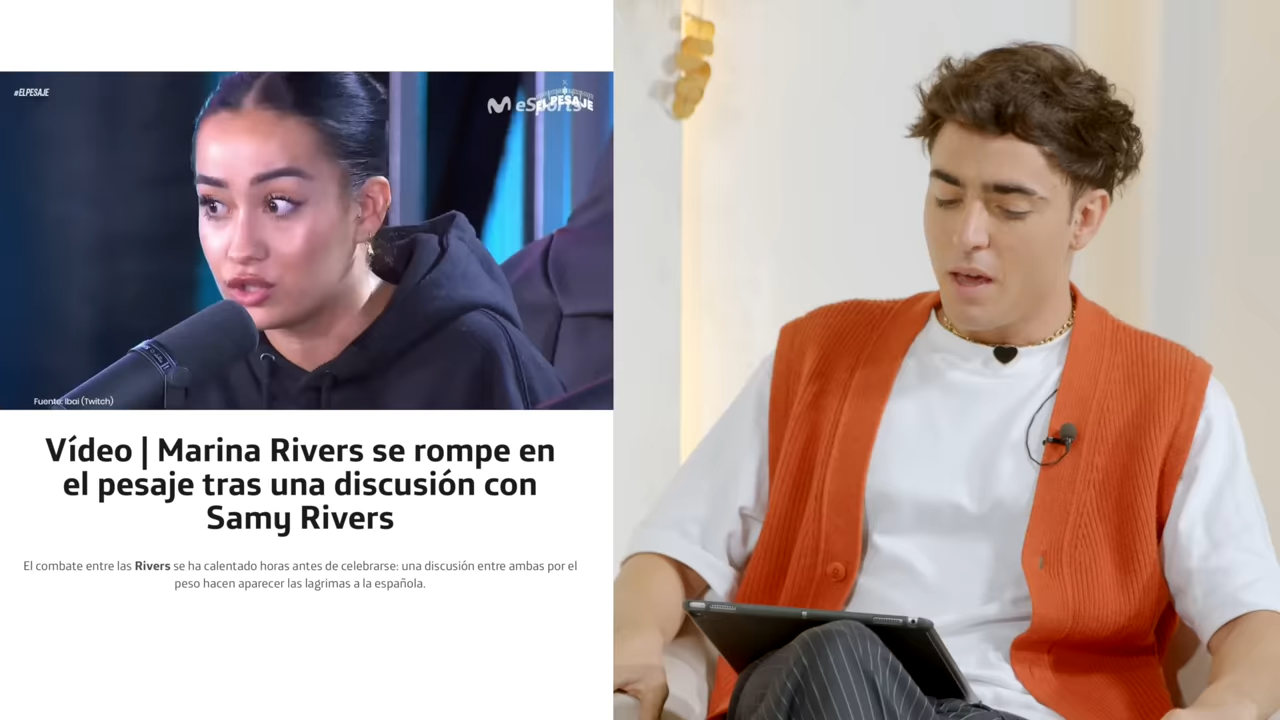 #ELPESAJE
eSports
EL PESAJE
Fuente: Ibai (Twitch)
Vídeo | Marina Rivers se rompe en
el pesaje tras una discusión con
Samy Rivers
El combate entre las Rivers se ha calentado horas antes de celebrarse: una discusión entre ambas por el
peso hacen aparecer las lagrimas a la española.